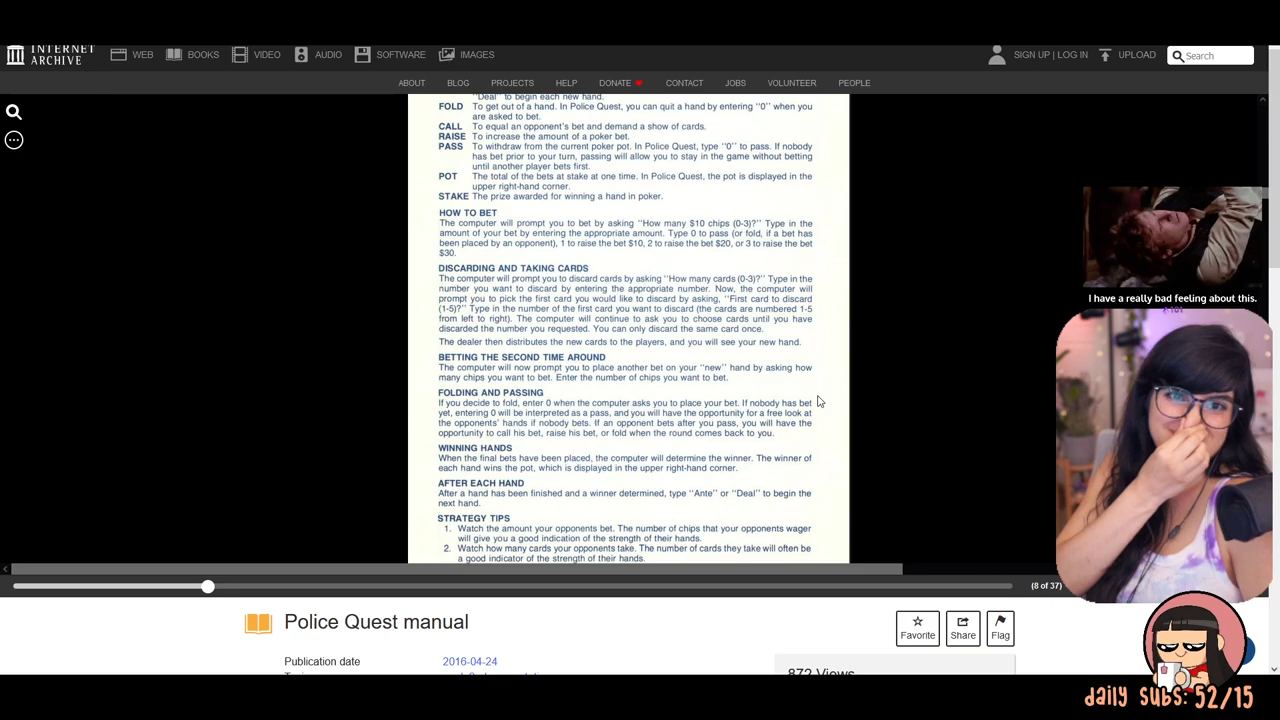 INTERNET
ARCHIVE
WEB
BOOKS
VIDEO
AUDIO
SOFTWARE
IMAGES
SIGN UP | LOG IN
UPLOAD
Search
ABOUT
BLOG
PROJECTS
HELP
DONATE
CONTACT
JOBS
VOLUNTEER
PEOPLE
"Deal" to begin each new hand.
FOLD To get out of a hand. In Police Quest, you can quit a hand by entering "0" when you
are asked to bet.
CALL To equal an opponent's bet and demand a show of cards.
RAISE To increase the amount of a poker bet.
PASS To withdraw from the current poker pot. In Police Quest, type "0" to pass. If nobody
has bet prior to your turn, passing will allow you to stay in the game without betting
until another player bets first.
POT The total of the bets at stake at one time. In Police Quest, the pot is displayed in the
upper right-hand corner.
STAKE The prize awarded for winning a hand in poker.
HOW TO BET
The computer will prompt you to bet by asking "How many $10 chips (0-3)?" Type in the
amount of your bet by entering the appropriate amount. Type 0 to pass (or fold, if a bet has
been placed by an opponent), 1 to raise the bet $10, 2 to raise the bet $20, or 3 to raise the bet
$30.
DISCARDING AND TAKING CARDS
The computer will prompt you to discard cards by asking "How many cards (0-3)?" Type in the
number you want to discard by entering the appropriate number. Now, the computer will
prompt you to pick the first card you would like to discard by asking, "First card to discard
(1-5)?" Type in the number of the first card you want to discard (the cards are numbered 1-5
from left to right). The computer will continue to ask you to choose cards until you have
discarded the number you requested. You can only discard the same card once.
The dealer then distributes the new cards to the players, and you will see your new hand.
BETTING THE SECOND TIME AROUND
The computer will now prompt you to place another bet on your "new" hand by asking how
many chips you want to bet. Enter the number of chips you want to bet.
FOLDING AND PASSING
If you decide to fold, enter 0 when the computer asks you to place your bet. If nobody has bet
yet, entering 0 will be interpreted as a pass, and you will have the opportunity for a free look at
the opponents' hands if nobody bets. If an opponent bets after you pass, you will have the
opportunity to call his bet, raise his bet, or fold when the round comes back to you.
WINNING HANDS
When the final bets have been placed, the computer will determine the winner. The winner of
each hand wins the pot, which is displayed in the upper right-hand corner.
AFTER EACH HAND
After a hand has been finished and a winner determined, type "Ante" or "Deal" to begin the
next hand.
STRATEGY TIPS
1. Watch the amount your opponents bet. The number of chips that your opponents wager
will give you a good indication of the strength of their hands.
2. Watch how many cards your opponents take. The number of cards they take will often be
a good indicator of the strength of their hands.
I have a really bad feeling about this.
(8 of 37)
Police Quest manual
Favorite
Share
Flag
Publication date
2016-04-24
872 Views
daily subs: 52/15